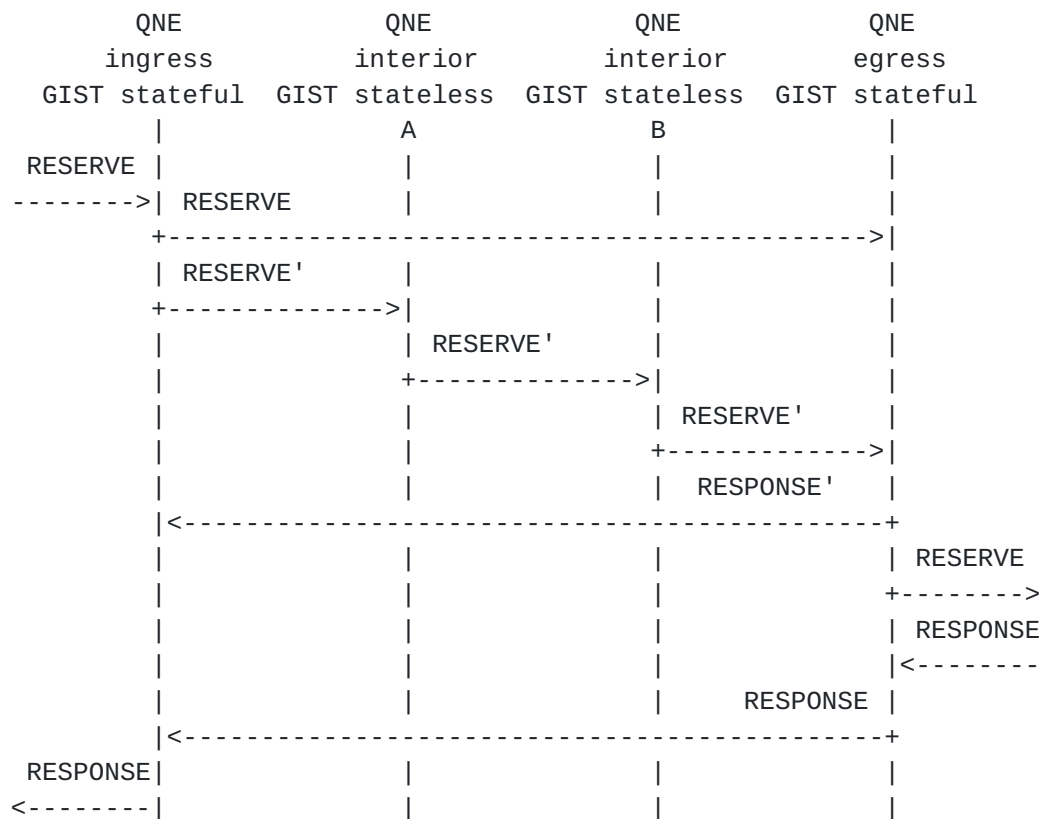 QNE QNE QNE QNE
ingress interior interior egress
GIST stateful GIST stateless GIST stateless GIST stateful
A B
RESERVE
RESERVE
RESERVE'
RESERVE'
RESERVE'
RESPONSE'
RESERVE
RESPONSE
RESPONSE
RESPONSE